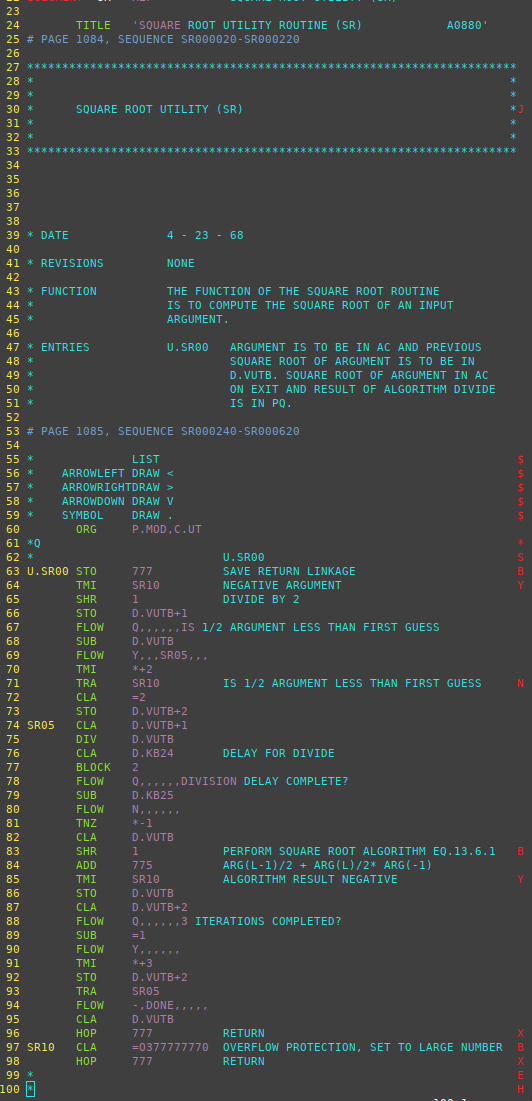 23
24 TITLE 'SQUARE ROOT UTILITY ROUTINE (SR) A0880'
25 # PAGE 1084, SEQUENCE SR000020-SR000220
26
27 **********************************************************************
28 * *
29 * *
30 * SQUARE ROOT UTILITY (SR) *J
31 * *
32 * *
33 **********************************************************************
34
35
36
37
38
39 * DATE 4 - 23 - 68
40
41 * REVISIONS NONE
42
43 * FUNCTION THE FUNCTION OF THE SQUARE ROOT ROUTINE
44 * IS TO COMPUTE THE SQUARE ROOT OF AN INPUT
45 * ARGUMENT.
46
47 * ENTRIES U.SR00 ARGUMENT IS TO BE IN AC AND PREVIOUS
48 * SQUARE ROOT OF ARGUMENT IS TO BE IN
49 * D.VUTB. SQUARE ROOT OF ARGUMENT IN AC
50 * ON EXIT AND RESULT OF ALGORITHM DIVIDE
51 * IS IN PQ.
52
53 # PAGE 1085, SEQUENCE SR000240-SR000620
54
55 * LIST $
56 * ARROWLEFT DRAW < $
57 * ARROWRIGHTDRAW > $
58 * ARROWDOWN DRAW V $
59 * SYMBOL DRAW . $
60 ORG P.MOD,C.UT
61 *Q *
62 * U.SR00 S
63 U.SR00 STO 777 SAVE RETURN LINKAGE B
64 TMI SR10 NEGATIVE ARGUMENT Y
65 SHR 1 DIVIDE BY 2
66 STO D.VUTB+1
67 FLOW Q,,,,,,IS 1/2 ARGUMENT LESS THAN FIRST GUESS
68 SUB D.VUTB
69 FLOW Y,,,SR05,,,
70 TMI *+2
71 TRA SR10 IS 1/2 ARGUMENT LESS THAN FIRST GUESS N
72 CLA =2
73 STO D.VUTB+2
74 SR05 CLA D.VUTB+1
75 DIV D.VUTB
76 CLA D.KB24 DELAY FOR DIVIDE
77 BLOCK 2
78 FLOW Q,,,,,,DIVISION DELAY COMPLETE?
79 SUB D.KB25
80 FLOW N,,,,,,
81 TNZ *-1
82 CLA D.VUTB
83 SHR 1 PERFORM SQUARE ROOT ALGORITHM EQ.13.6.1 B
84 ADD 775 ARG(L-1)/2 + ARG(L)/2* ARG(-1)
85 TMI SR10 ALGORITHM RESULT NEGATIVE Y
86 STO D.VUTB
87 CLA D.VUTB+2
88 FLOW Q,,,,,,3 ITERATIONS COMPLETED?
89 SUB =1
90 FLOW Y,,,,,,
91 TMI *+3
92 STO D.VUTB+2
93 TRA SR05
94 FLOW -,DONE,,,,,
95 CLA D.VUTB
96 HOP 777 RETURN X
97 SR10 CLA =O377777770 OVERFLOW PROTECTION, SET TO LARGE NUMBER B
98 HOP 777 RETURN X
99 * E
100 * H